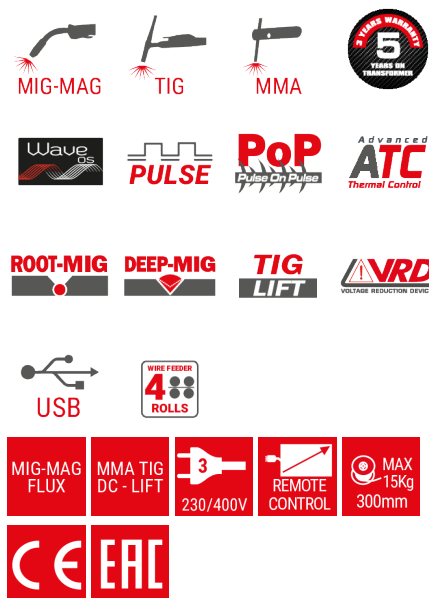 MIG-MAG
TIG
MMA
3 YEARS WARRANTY
5
YEARS ON
TRANSFORMER
Wave
OS
PULSE
PoP
Pulse On Pulse
Advanced
ATC
Thermal Control
ROOT-MIG
DEEP-MIG
TIG
LIFT
VRD
VOLTAGE REDUCTION DEVIC
USB
WIRE FEEDER
4
ROLLS
MIG-MAG
FLUX
MMA TIG
DC - LIFT
3
230/400V
REMOTE
CONTROL
MAX
15Kg
300mm
CE
EAC